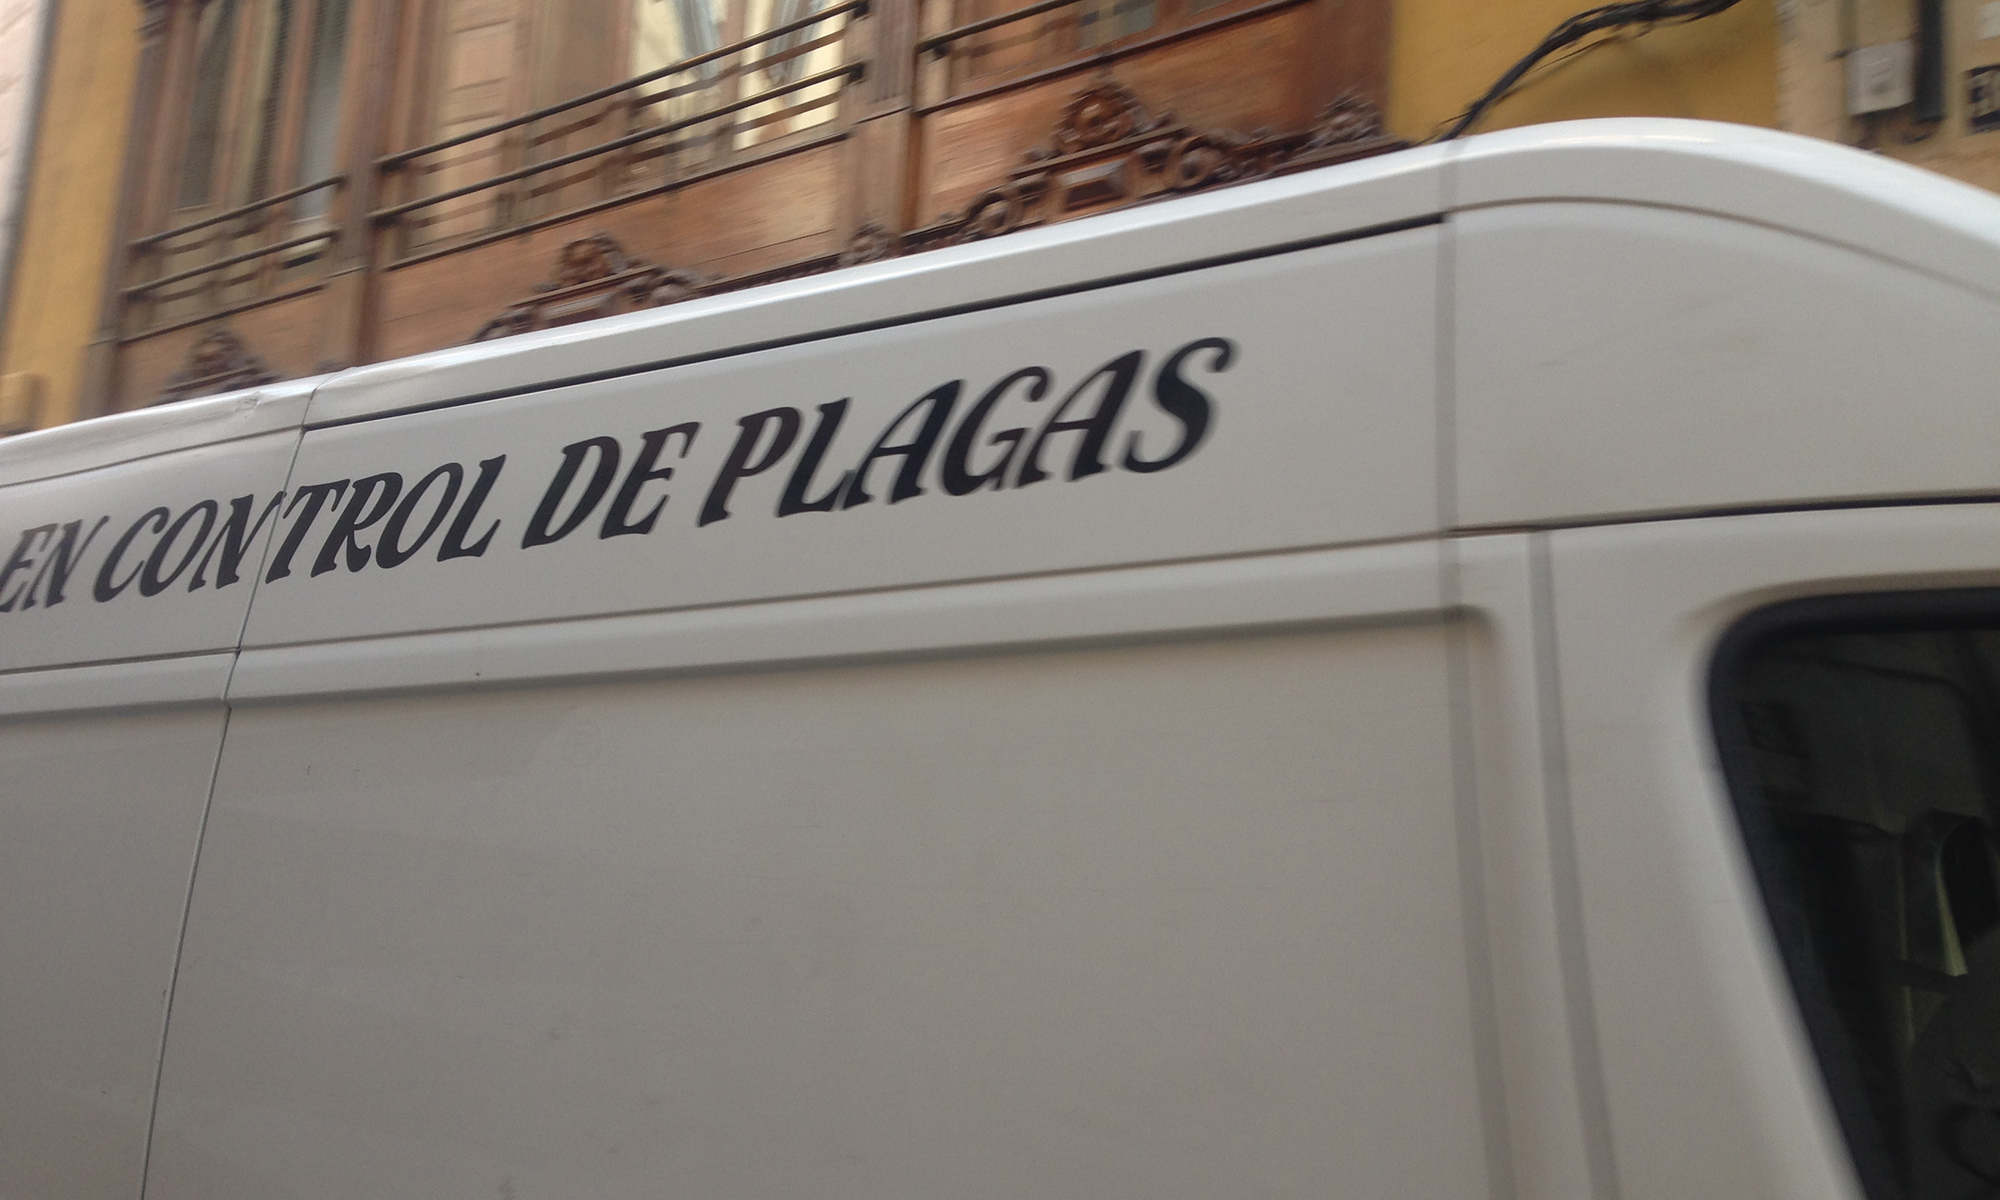 EN CONTROL DE PLAGAS